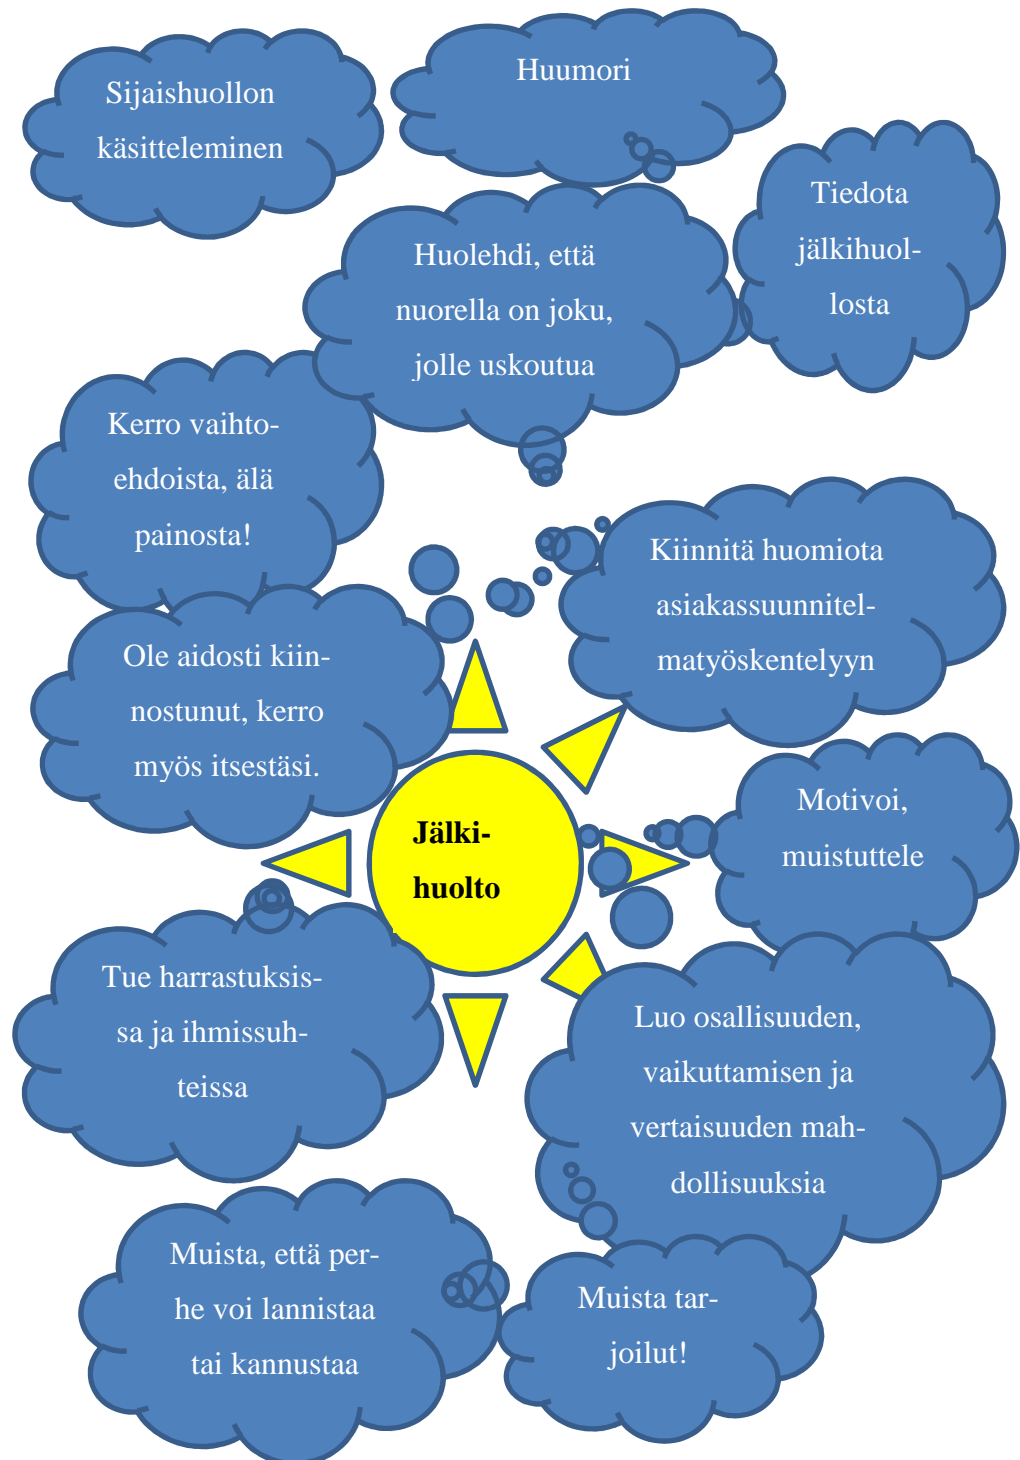 Sijaishuollon
käsitteleminen
Huumori
Tiedota
jälkihuol-
losta
Huolehdi, että
nuorella on joku,
jolle uskoutua
Kerro vaihto-
ehdoista, älä
painosta!
Kiinnitä huomiota
asiakassuunnitel-
matyöskentelyyn
Ole aidosti kiin-
nostunut, kerro
myös itsestäsi.
Motivoi,
muistuttele
Jälki-
huolto
Tue harrastuksis-
sa ja ihmissuh-
teissa
Luo osallisuuden,
vaikuttamisen ja
vertaisuuden mah-
dollisuuksia
Muista, että per-
he voi lannistaa
tai kannustaa
Muista tar-
joilut!